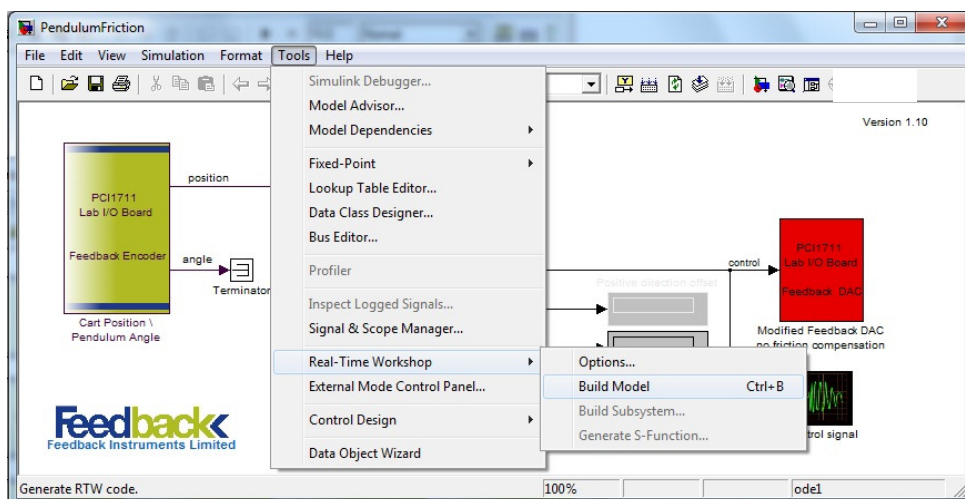 PendulumFriction
File Edit View Simulation Format Tools Help
Version 1.10
PCI1711
Lab I/O Board
Feedback Encoder
position
angle
Terminator
Cart Position \
Pendulum Angle
Feedback
Feedback Instruments Limited
Simulink Debugger...
Model Advisor...
Model Dependencies
Fixed-Point
Lookup Table Editor...
Data Class Designer...
Bus Editor...
Profiler
Inspect Logged Signals...
Signal & Scope Manager...
Real-Time Workshop
External Mode Control Panel...
Control Design
Data Object Wizard
Options...
Build Model Ctrl+B
Build Subsystem...
Generate S-Function...
Positive direction offset
control
PCI1711
Lab I/O Board
Feedback DAC
Modified Feedback DAC
no friction compensation
trol signal
Generate RTW code.
100%
ode1